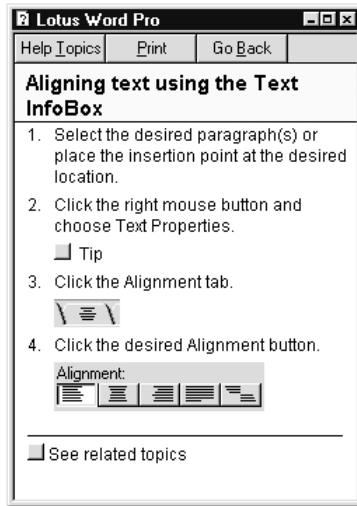 Lotus Word Pro
Help Topics Print Go Back
Aligning text using the Text
InfoBox
1. Select the desired paragraph(s) or
place the insertion point at the desired
location.
2. Click the right mouse button and
choose Text Properties.
Tip
3. Click the Alignment tab.
4. Click the desired Alignment button.
Alignment:
See related topics